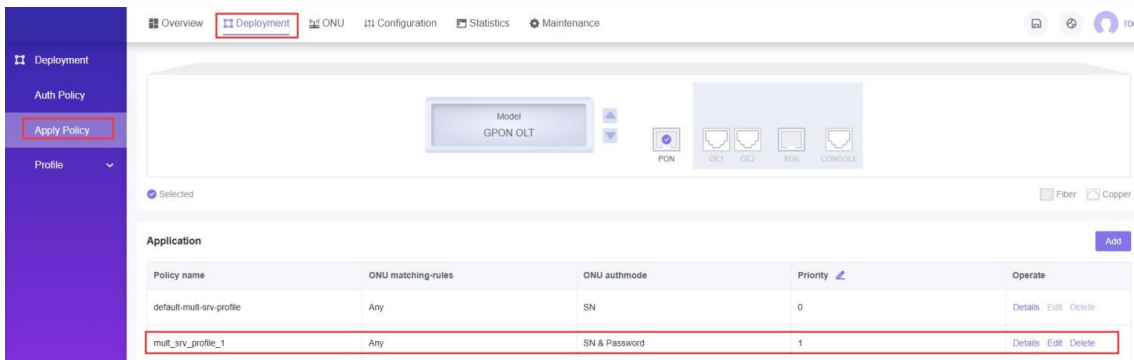 Overview Deployment ONU Configuration Statistics Maintenance
Deployment
Auth Policy
Apply Policy
Profile
Model
GPON OLT
PON GE1 GE2 XGE CONSOLE
Selected Fiber Copper
Application Add
Policy name ONU matching-rules ONU authmode Priority Operate
default-mult-srv-profile Any SN 0 Details Edit Delete
mult_srv_profile_1 Any SN & Password 1 Details Edit Delete